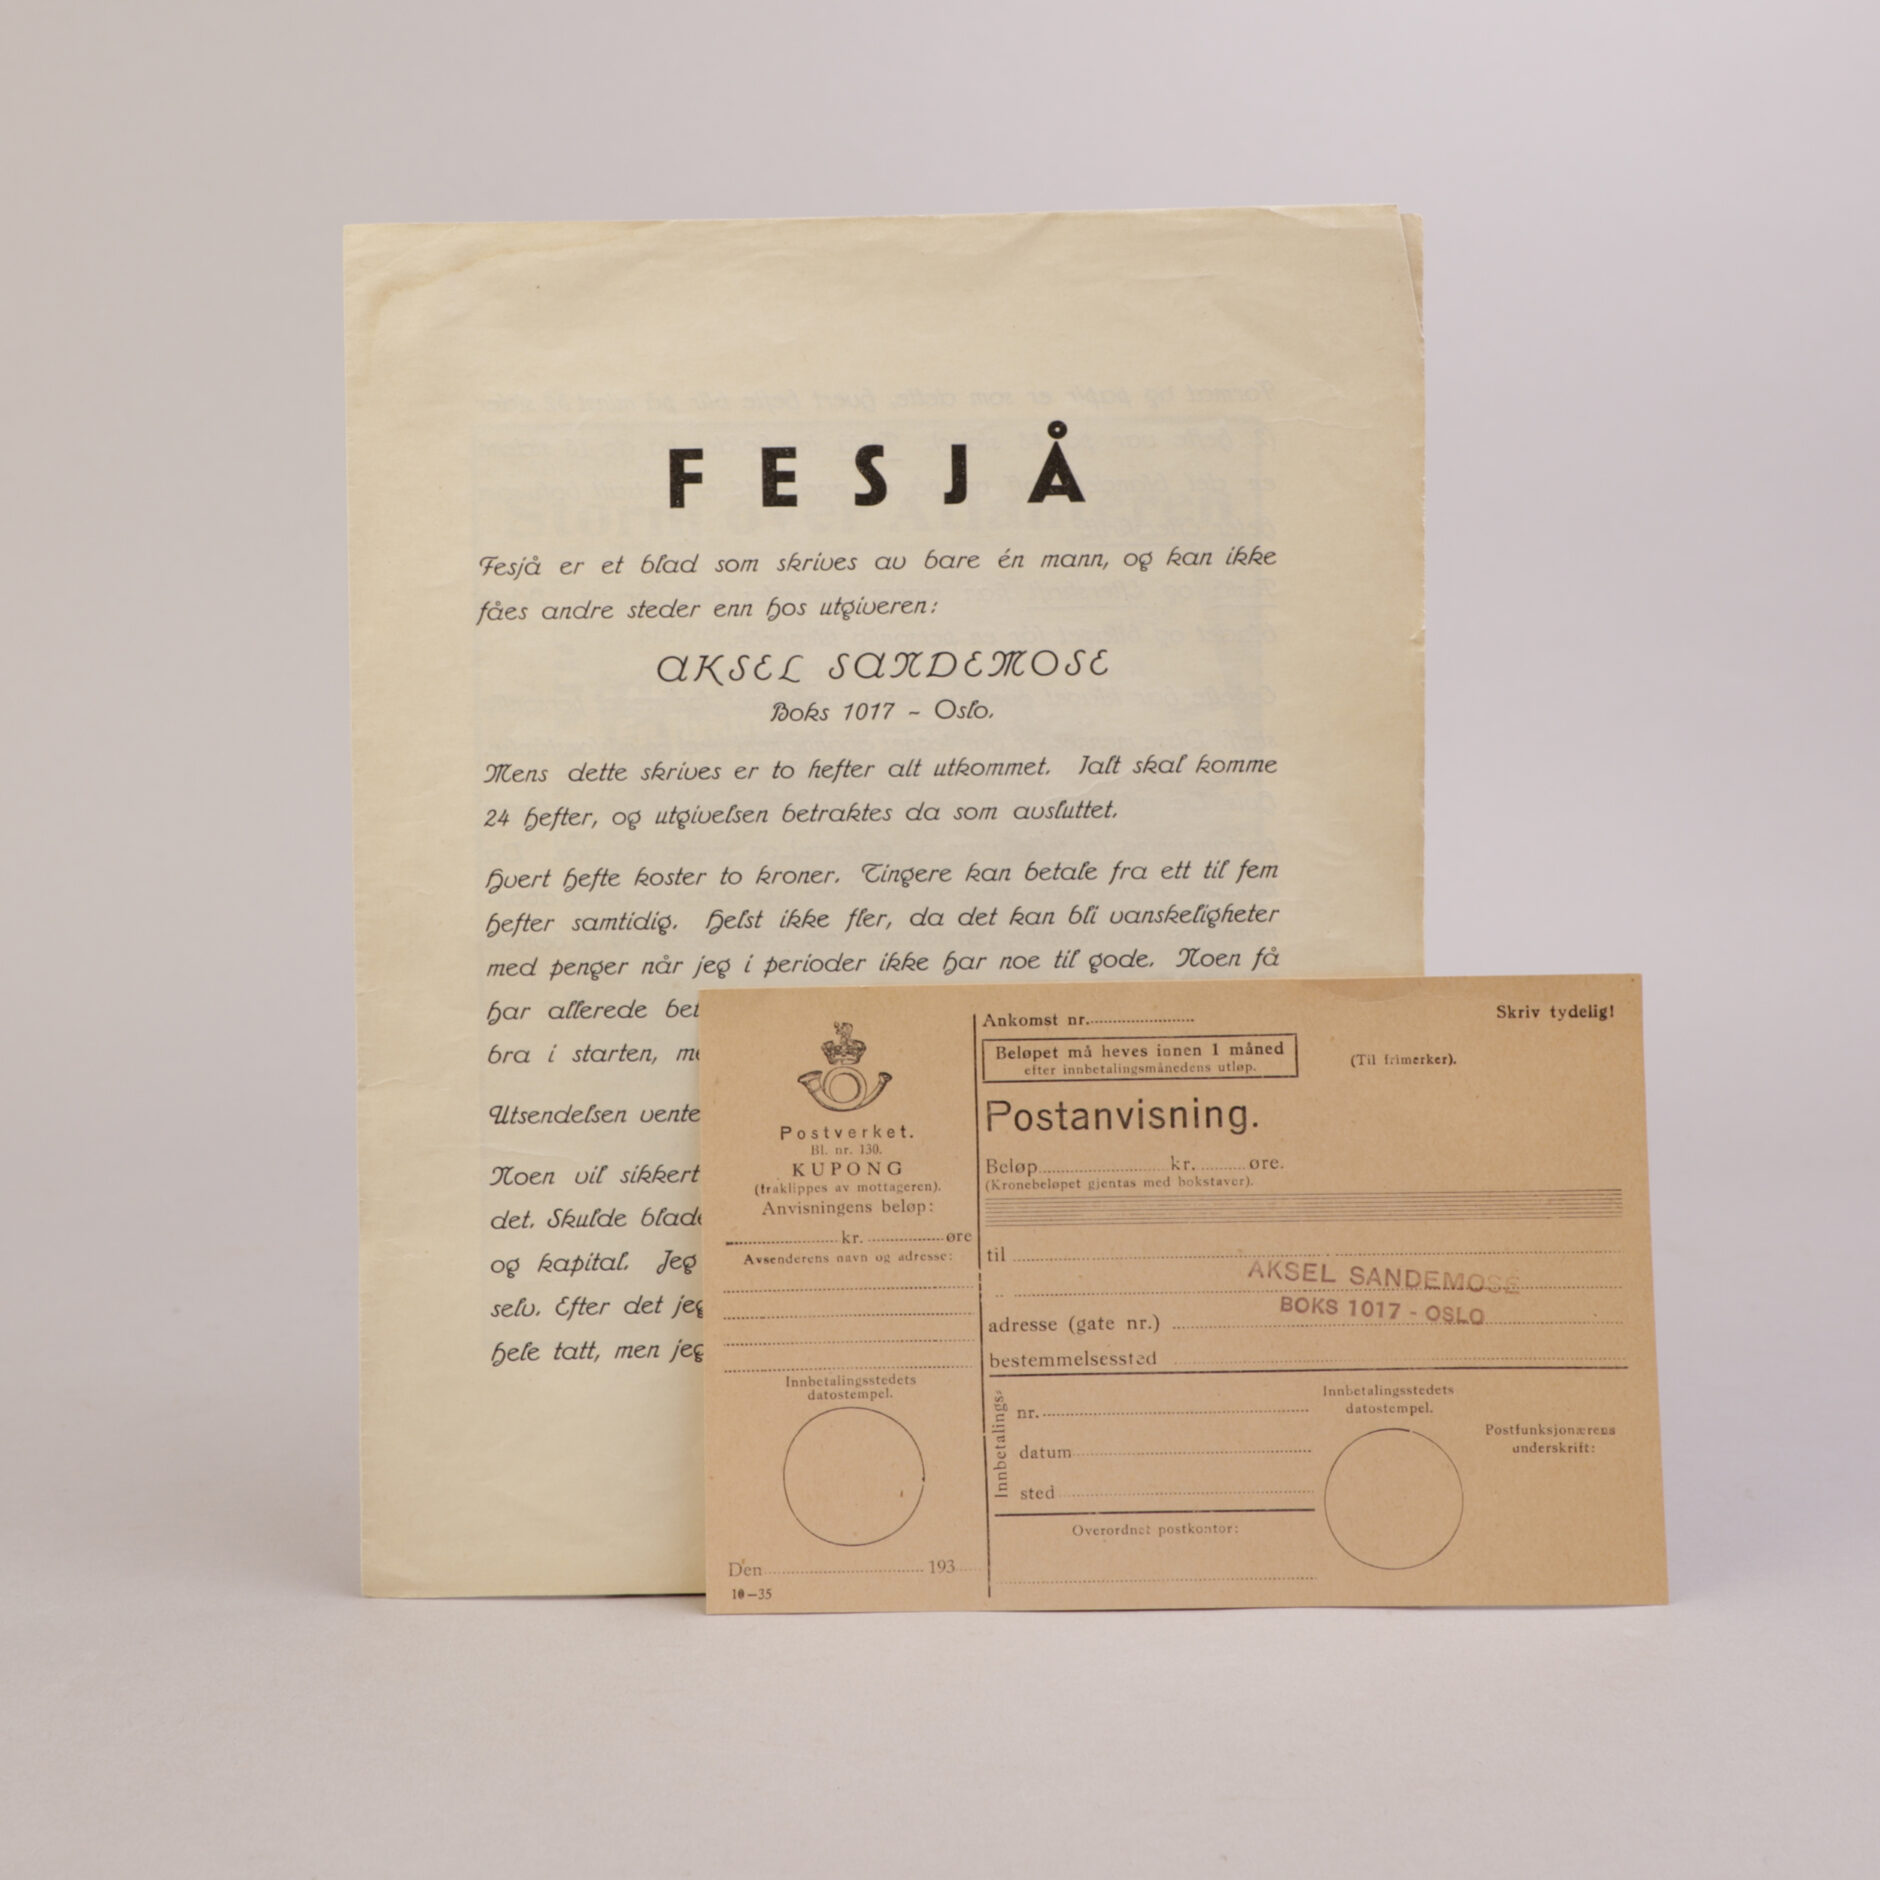 FESJÅ
Fesjå er et blad som skrives av bare én mann, og kan ikke
fåes andre steder enn hos utgiveren:
AKSEL SANDEMOSE
Boks 1017 – Oslo.
Mens dette skrives er to hefter alt utkommet. Ialt skal komme
24 hefter, og utgivelsen betraktes da som avsluttet.
Hvert hefte koster to kroner. Tingere kan betale fra ett til fem
hefter samtidig. Helst ikke fler, da det kan bli vanskeligheter
med penger når jeg i perioder ikke har noe til gode. Noen få
har allerede bet
bra i starten, me
Utsendelsen vente
Noen vil sikkert
det. Skulde blade
og kapital. Jeg
selv. Efter det jeg
hele tatt, men jeg
Postverket.
Bl. nr. 130.
KUPONG
(fraklippes av mottageren).
Anvisningens beløp:
kr. øre
Avsenderens navn og adresse:
Innbetalingsstedets
datostempel.
Den 193
10—35
Ankomst nr.
Skriv tydelig!
Beløpet må heves innen 1 måned
efter innbetalingsmånedens utløp.
(Til frimerker).
Postanvisning.
Beløp kr. øre.
(Kronebeløpet gjentas med bokstaver).
til
AKSEL SANDEMOSE
BOKS 1017 - OSLO
adresse (gate nr.)
bestemmelsessted
Innbetalings-
nr.
datum
sted
Innbetalingsstedets
datostempel.
Postfunksjonærens
underskrift:
Overordnet postkontor: